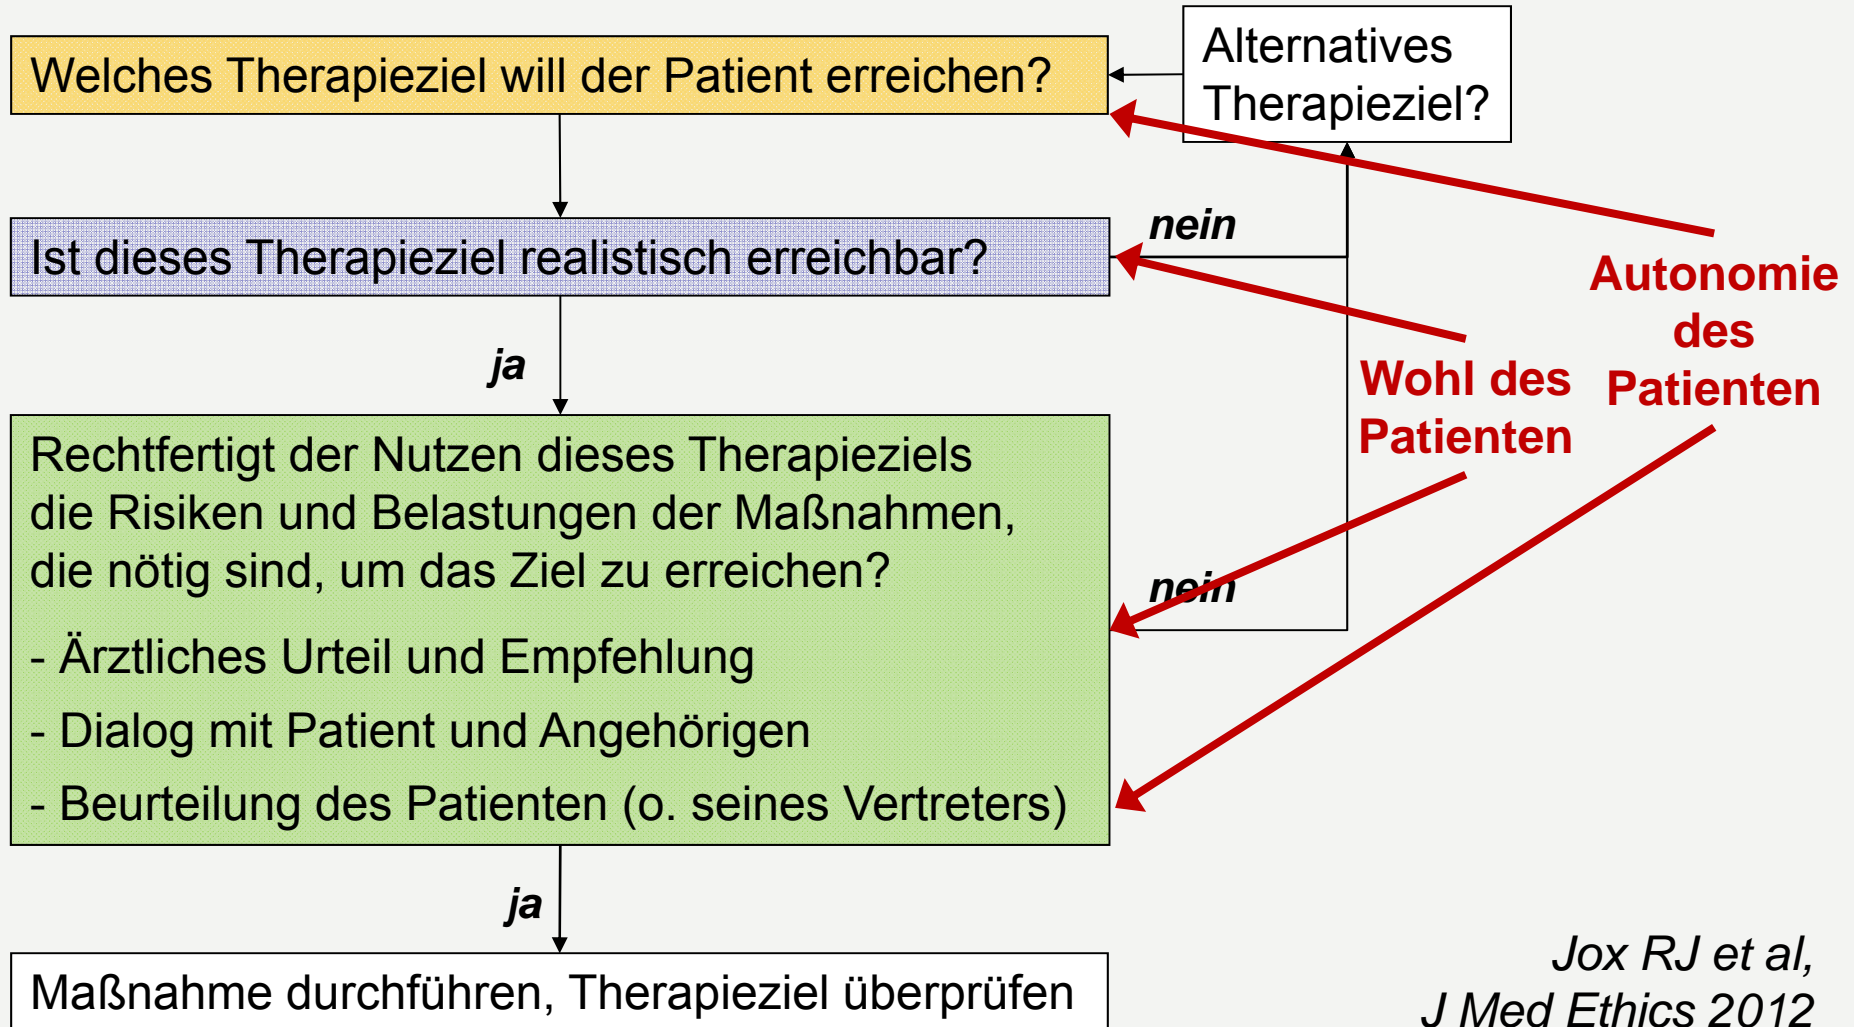 Welches Therapieziel will der Patient erreichen?
Alternatives
Therapieziel?
Ist dieses Therapieziel realistisch erreichbar?
nein
ja
Autonomie
des
Patienten
Wohl des
Patienten
Rechtfertigt der Nutzen dieses Therapieziels
die Risiken und Belastungen der Maßnahmen,
die nötig sind, um das Ziel zu erreichen?
- Ärztliches Urteil und Empfehlung
- Dialog mit Patient und Angehörigen
- Beurteilung des Patienten (o. seines Vertreters)
nein
ja
Maßnahme durchführen, Therapieziel überprüfen
Jox RJ et al,
J Med Ethics 2012